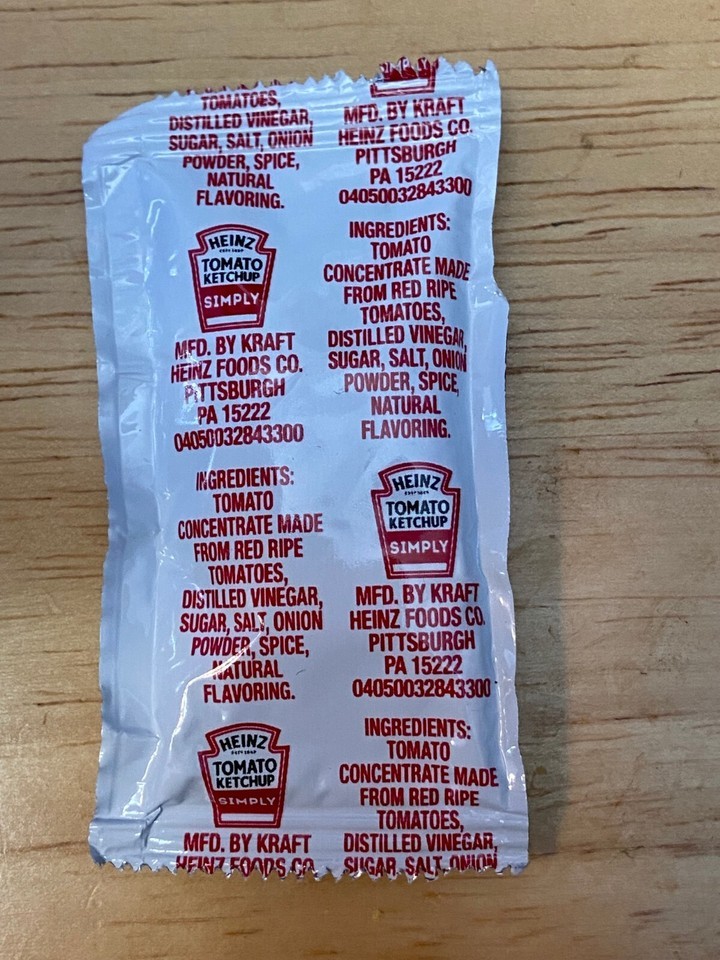 TOMATOES,
DISTILLED VINEGAR,
SUGAR, SALT, ONION
POWDER, SPICE,
NATURAL
FLAVORING.
HEINZ
TOMATO
KETCHUP
SIMPLY
MFD. BY KRAFT
HEINZ FOODS CO.
PITTSBURGH
PA 15222
04050032843300
INGREDIENTS:
TOMATO
CONCENTRATE MADE
FROM RED RIPE
TOMATOES,
DISTILLED VINEGAR,
SUGAR, SALT, ONION
POWDER, SPICE,
NATURAL
FLAVORING.
HEINZ
TOMATO
KETCHUP
SIMPLY
MFD. BY KRAFT
HEINZ FOODS CO.
MFD. BY KRAFT
HEINZ FOODS CO.
PITTSBURGH
PA 15222
04050032843300
INGREDIENTS:
TOMATO
CONCENTRATE MADE
FROM RED RIPE
TOMATOES,
DISTILLED VINEGAR,
SUGAR, SALT, ONION
POWDER, SPICE,
NATURAL
FLAVORING.
HEINZ
TOMATO
KETCHUP
SIMPLY
MFD. BY KRAFT
HEINZ FOODS CO.
PITTSBURGH
PA 15222
04050032843300
INGREDIENTS:
TOMATO
CONCENTRATE MADE
FROM RED RIPE
TOMATOES,
DISTILLED VINEGAR,
SUGAR, SALT, ONION